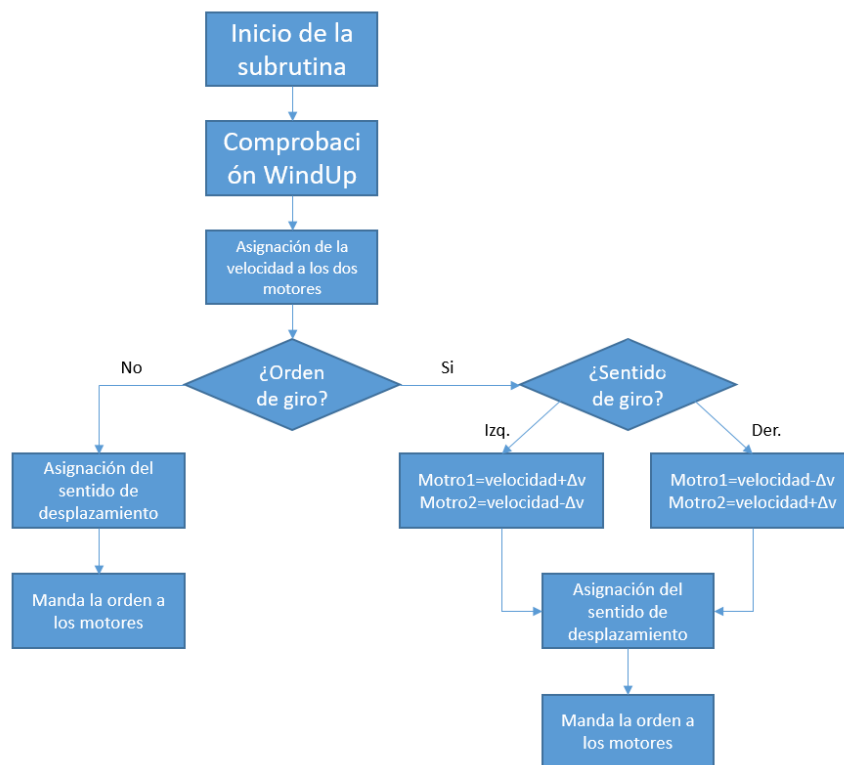 Inicio de la
subrutina
Comprobaci
ón WindUp
Asignación de la
velocidad a los dos
motores
¿Orden
de giro?
No
Si
¿Sentido
de giro?
Izq.
Der.
Asignación del
sentido de
desplazamiento
Manda la orden a
los motores
Motro1=velocidad+Δv
Motro2=velocidad-Δv
Motro1=velocidad-Δv
Motro2=velocidad+Δv
Asignación del
sentido de
desplazamiento
Manda la orden a
los motores